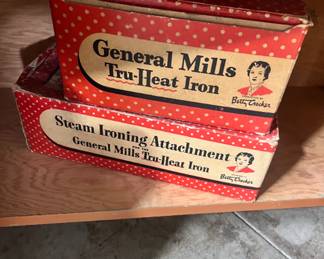 General Mills
Tru-Heat Iron
Betty Crocker
Steam Ironing Attachment
General Mills Tru-Heat Iron
Betty Crocker